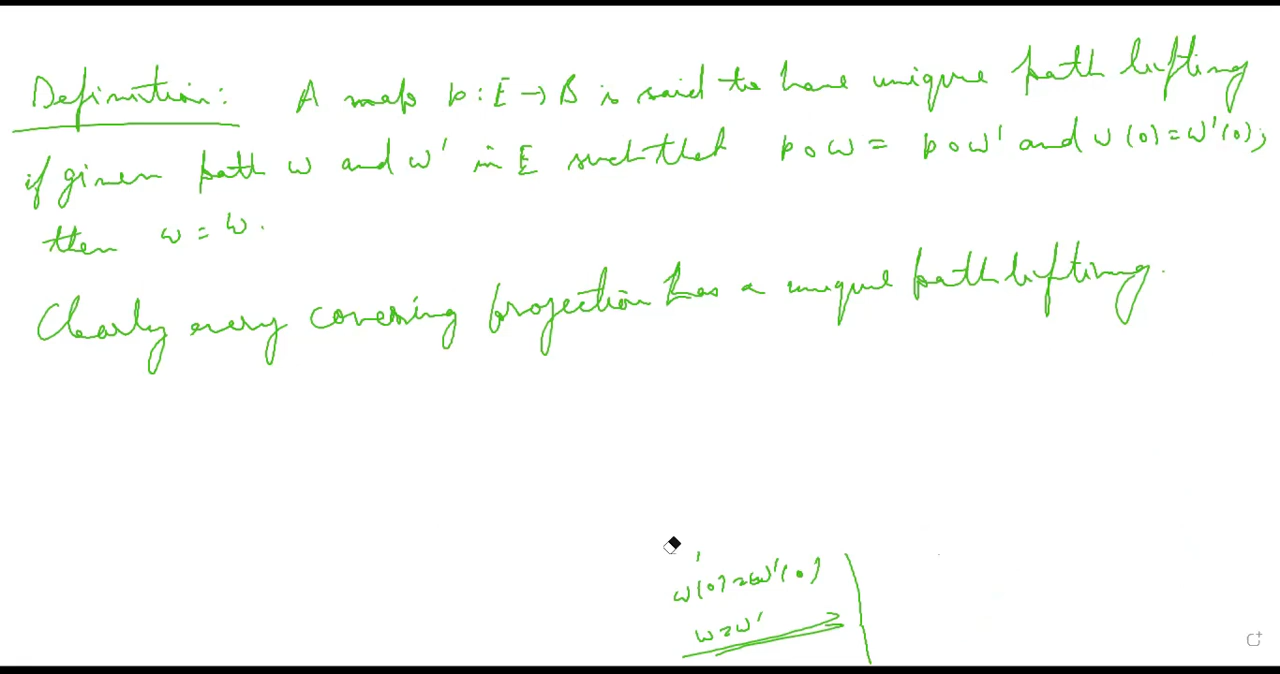 Definition: A map p: E → B is said to have unique path lifting
if given path ω and ω' in E such that p∘ω = p∘ω' and ω(0)=ω'(0);
then ω = ω.
Clearly every covering projection has a unique path lifting.
ω(0)=ω'(0)
ω=ω'